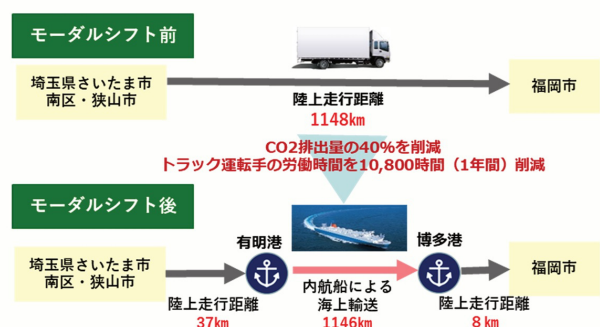 モーダルシフト前
埼玉県さいたま市
南区・狭山市
陸上走行距離
1148km
福岡市
CO2排出量の40%を削減
トラック運転手の労働時間を10,800時間（1年間）削減
モーダルシフト後
埼玉県さいたま市
南区・狭山市
陸上走行距離
37km
有明港
内航船による
海上輸送
1146km
博多港
陸上走行距離
8km
福岡市